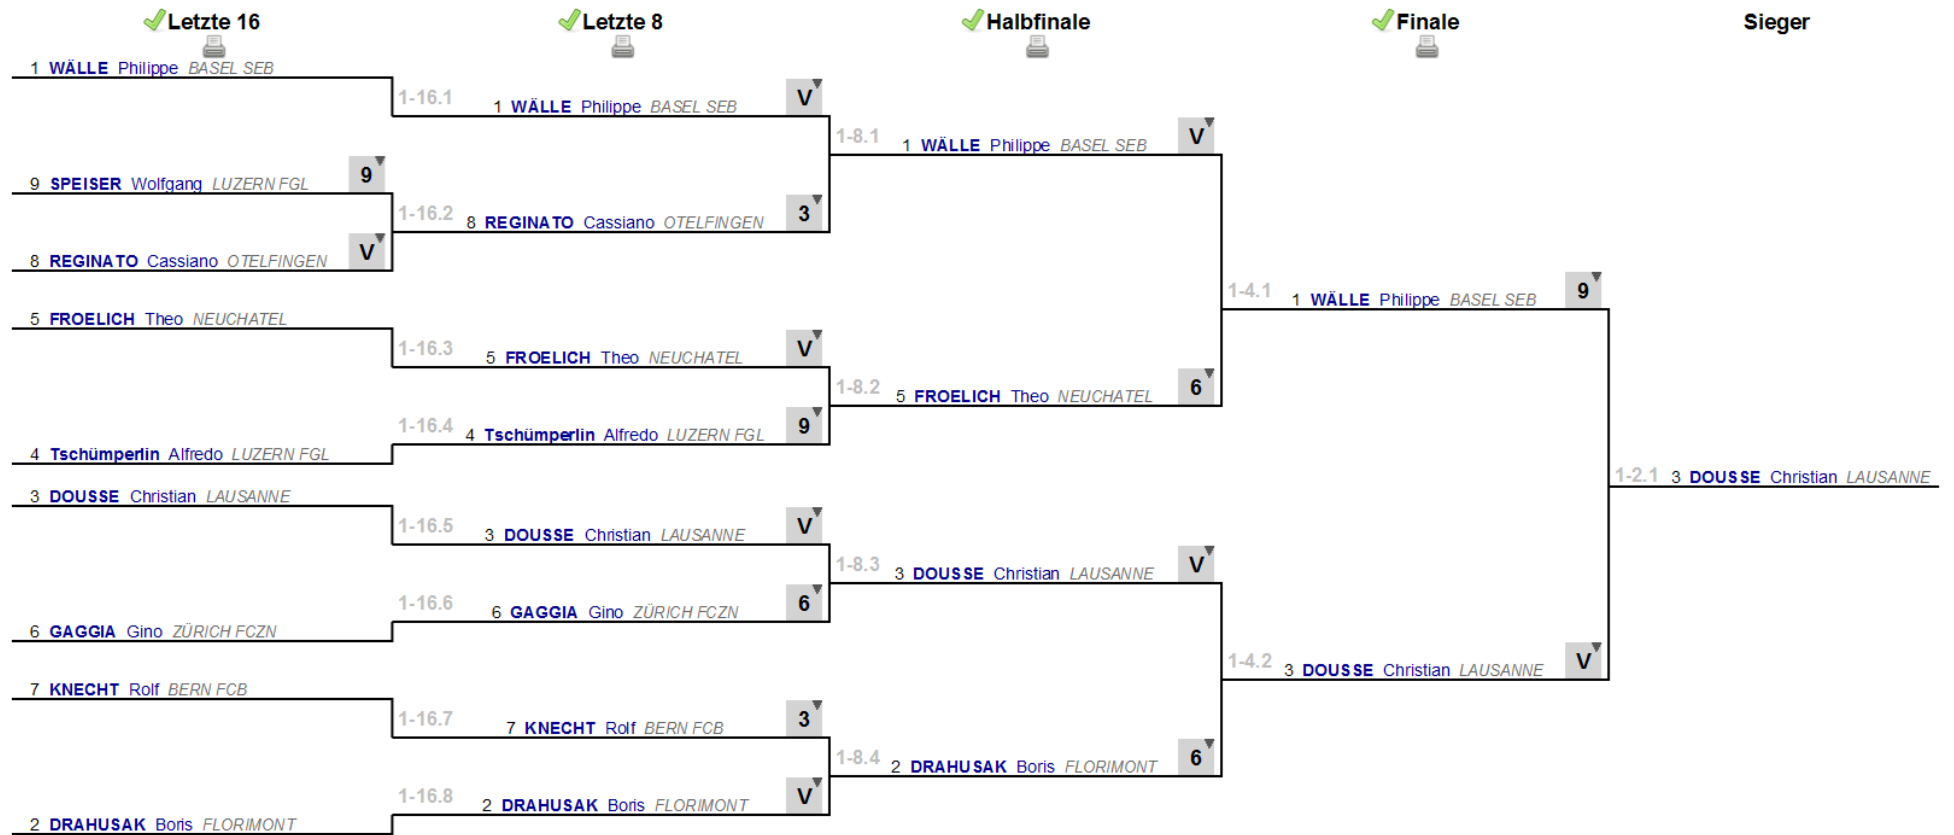 Letzte 16
Letzte 8
Halbfinale
Finale
Sieger
1 WÄLLE Philippe BASEL SEB
9 SPEISER Wolfgang LUZERN FGL 9
8 REGINATO Cassiano OTELFINGEN V
5 FROELICH Theo NEUCHATEL
4 Tschümperlin Alfredo LUZERN FGL
3 DOUSSE Christian LAUSANNE
6 GAGGIA Gino ZÜRICH FCZN
7 KNECHT Rolf BERN FCB
2 DRAHUSAK Boris FLORIMONT
1-16.1 1 WÄLLE Philippe BASEL SEB V
1-16.2 8 REGINATO Cassiano OTELFINGEN 3
1-16.3 5 FROELICH Theo NEUCHATEL V
1-16.4 4 Tschümperlin Alfredo LUZERN FGL 9
1-16.5 3 DOUSSE Christian LAUSANNE V
1-16.6 6 GAGGIA Gino ZÜRICH FCZN 6
1-16.7 7 KNECHT Rolf BERN FCB 3
1-16.8 2 DRAHUSAK Boris FLORIMONT V
1-8.1 1 WÄLLE Philippe BASEL SEB V
1-8.2 5 FROELICH Theo NEUCHATEL 6
1-8.3 3 DOUSSE Christian LAUSANNE V
1-8.4 2 DRAHUSAK Boris FLORIMONT 6
1-4.1 1 WÄLLE Philippe BASEL SEB 9
1-4.2 3 DOUSSE Christian LAUSANNE V
1-2.1 3 DOUSSE Christian LAUSANNE